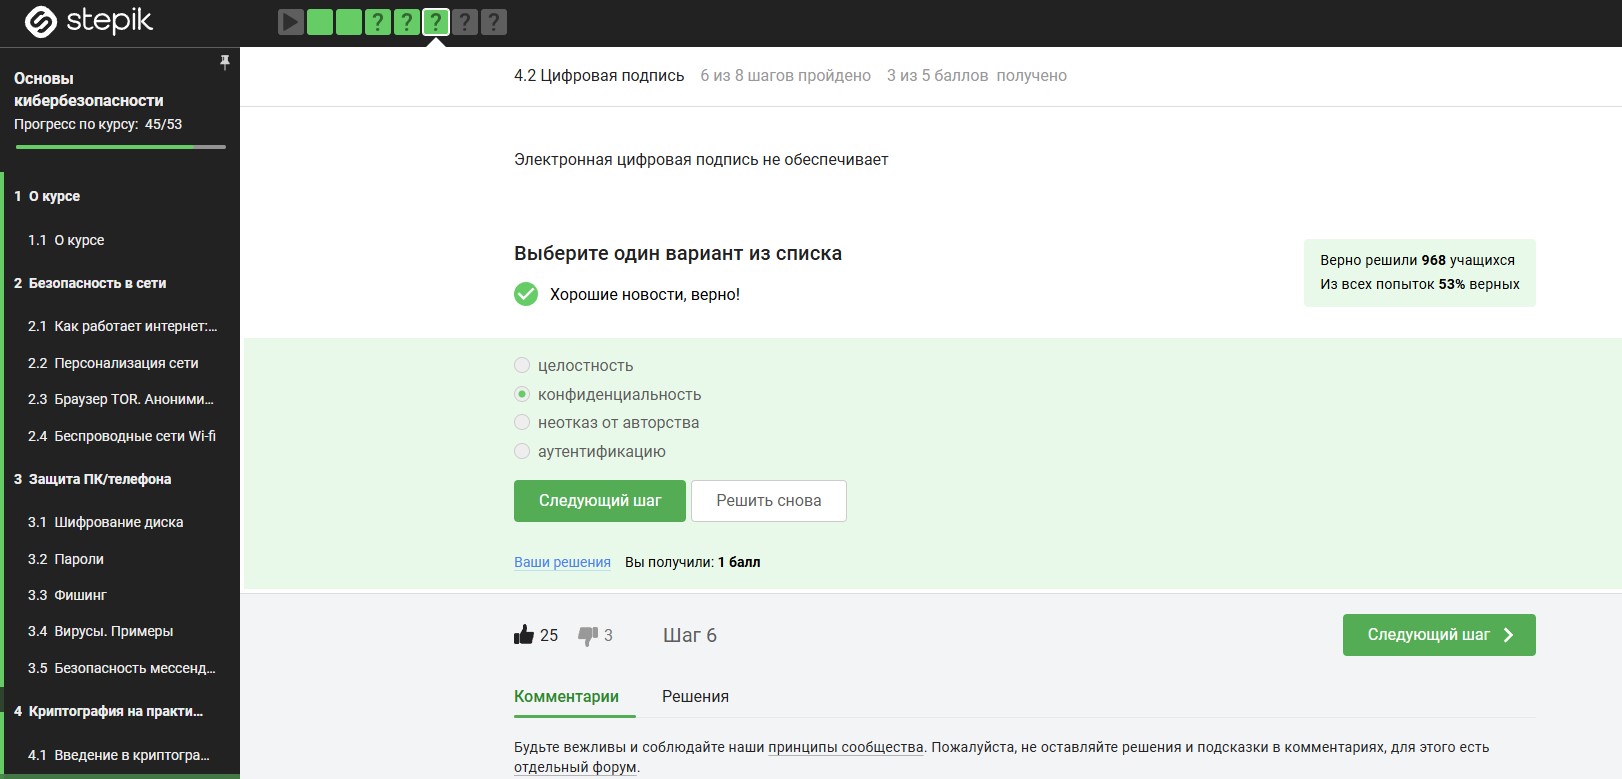 stepik
? ? ? ? ?
Основы
кибербезопасности
Прогресс по курсу: 45/53
1 О курсе
1.1 О курсе
2 Безопасность в сети
2.1 Как работает интернет:...
2.2 Персонализация сети
2.3 Браузер TOR. Аноними...
2.4 Беспроводные сети Wi-fi
3 Защита ПК/телефона
3.1 Шифрование диска
3.2 Пароли
3.3 Фишинг
3.4 Вирусы. Примеры
3.5 Безопасность мессенд...
4 Криптография на практи...
4.1 Введение в криптогра...
4.2 Цифровая подпись 6 из 8 шагов пройдено 3 из 5 баллов получено
Электронная цифровая подпись не обеспечивает
Выберите один вариант из списка
Хорошие новости, верно!
Верно решили 968 учащихся
Из всех попыток 53% верных
целостность
конфиденциальность
неотказ от авторства
аутентификацию
Следующий шаг Решить снова
Ваши решения Вы получили: 1 балл
25 3 Шаг 6 Следующий шаг
Комментарии Решения
Будьте вежливы и соблюдайте наши принципы сообщества. Пожалуйста, не оставляйте решения и подсказки в комментариях, для этого есть
отдельный форум.